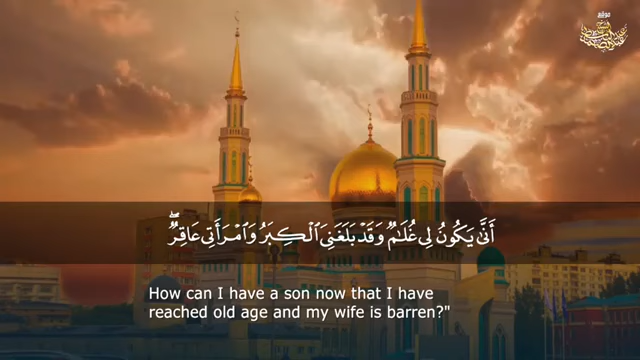 أَنَّىٰ يَكُونُ لِي غُلَٰمٌ وَقَدْ بَلَغَنِيَ ٱلْكِبَرُ وَٱمْرَأَتِي عَاقِرٌ ۖ
How can I have a son now that I have
reached old age and my wife is barren?"